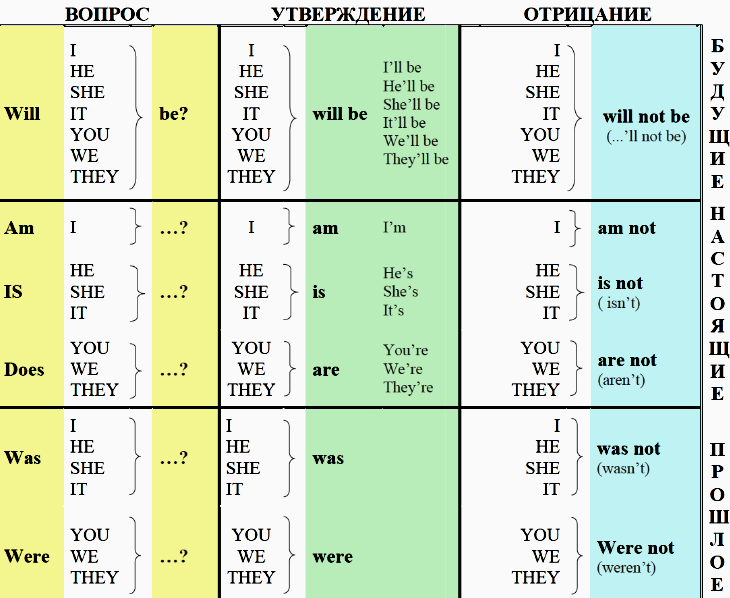 ВОПРОС УТВЕРЖДЕНИЕ ОТРИЦАНИЕ
Will
I
HE
SHE
IT
YOU
WE
THEY
be?
I
HE
SHE
IT
YOU
WE
THEY
will be
I'll be
He'll be
She'll be
It'll be
We'll be
They'll be
I
HE
SHE
IT
YOU
WE
THEY
will not be
(...'ll not be)
БУДУЩИЕ
Am
I
...?
I
am
I'm
I
am not
IS
HE
SHE
IT
...?
HE
SHE
IT
is
He's
She's
It's
HE
SHE
IT
is not
( isn't)
Does
YOU
WE
THEY
...?
YOU
WE
THEY
are
You're
We're
They're
YOU
WE
THEY
are not
(aren't)
НАСТОЯЩИЕ
Was
I
HE
SHE
IT
...?
I
HE
SHE
IT
was
I
HE
SHE
IT
was not
(wasn't)
Were
YOU
WE
THEY
...?
YOU
WE
THEY
were
YOU
WE
THEY
Were not
(weren't)
ПРОШЛОЕ